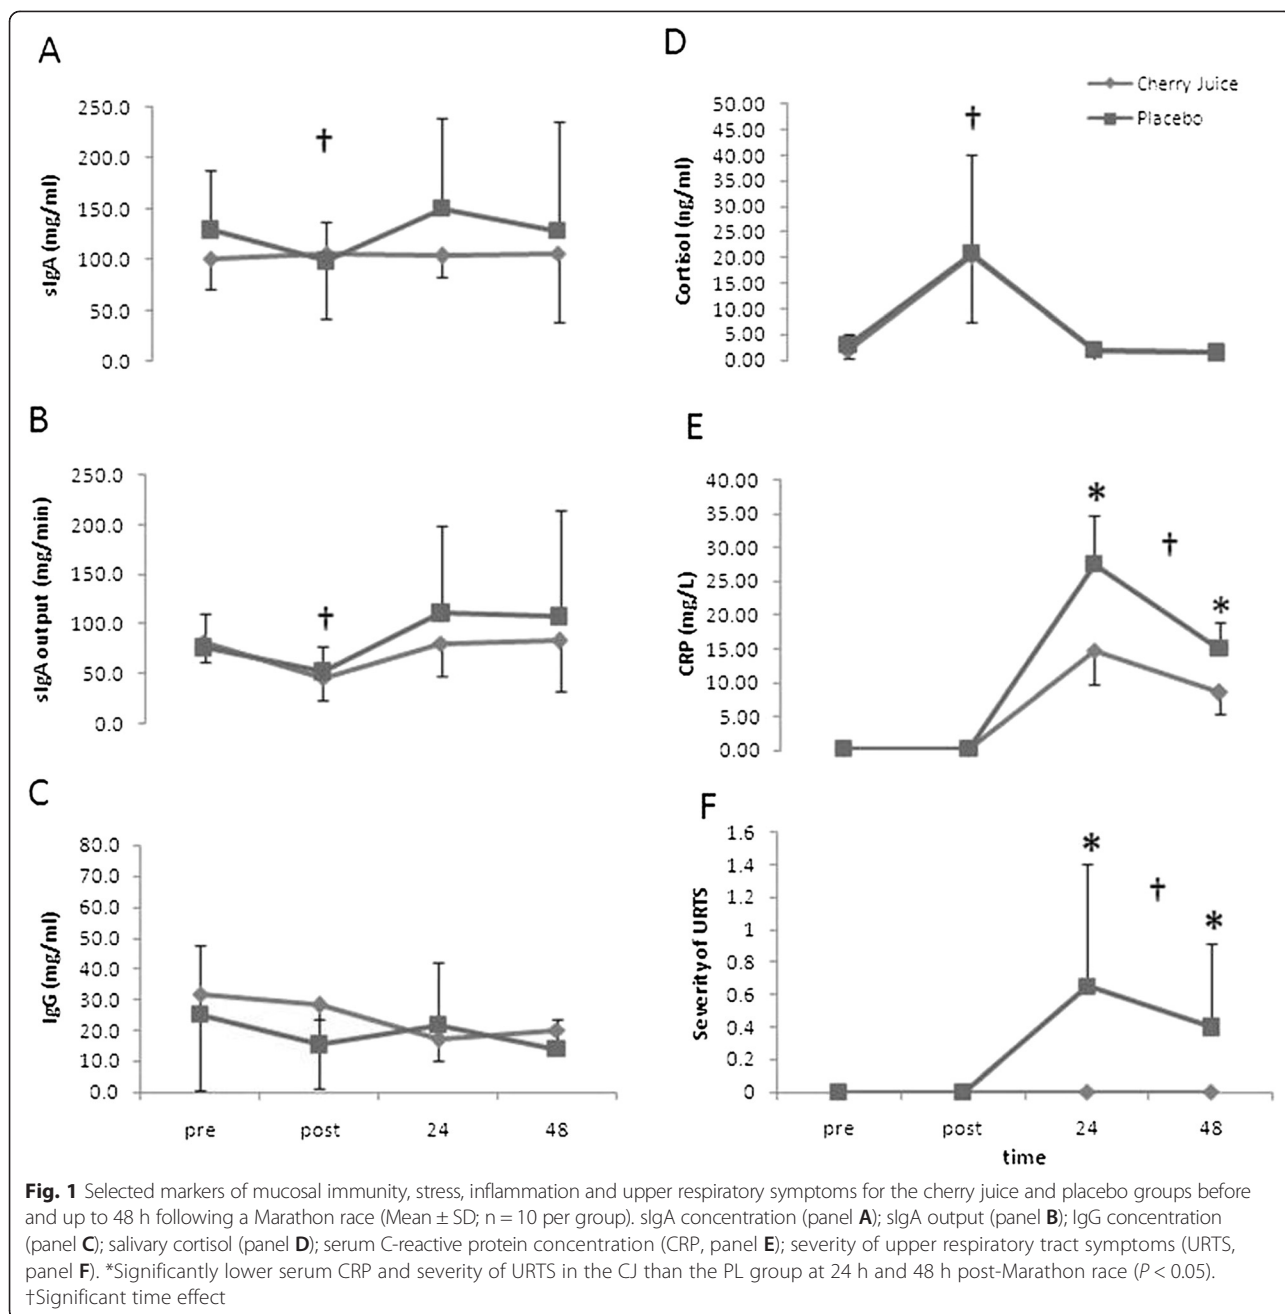 A
250.0
200.0
150.0
100.0
50.0
0.0
sIgA (mg/ml)
†
B
250.0
200.0
150.0
100.0
50.0
0.0
sIgA output (mg/min)
†
C
80.0
70.0
60.0
50.0
40.0
30.0
20.0
10.0
0.0
IgG (mg/ml)
pre post 24 48
D
Cherry Juice
Placebo
50.00
45.00
40.00
35.00
30.00
25.00
20.00
15.00
10.00
5.00
0.00
Cortisol (ng/ml)
†
E
40.00
35.00
30.00
25.00
20.00
15.00
10.00
5.00
0.00
CRP (mg/L)
* † *
F
1.6
1.4
1.2
1
0.8
0.6
0.4
0.2
0
Severity of URTS
* † *
pre post 24 48
time
Fig. 1 Selected markers of mucosal immunity, stress, inflammation and upper respiratory symptoms for the cherry juice and placebo groups before
and up to 48 h following a Marathon race (Mean ± SD; n = 10 per group). sIgA concentration (panel A); sIgA output (panel B); IgG concentration
(panel C); salivary cortisol (panel D); serum C-reactive protein concentration (CRP, panel E); severity of upper respiratory tract symptoms (URTS,
panel F). *Significantly lower serum CRP and severity of URTS in the CJ than the PL group at 24 h and 48 h post-Marathon race (P < 0.05).
†Significant time effect